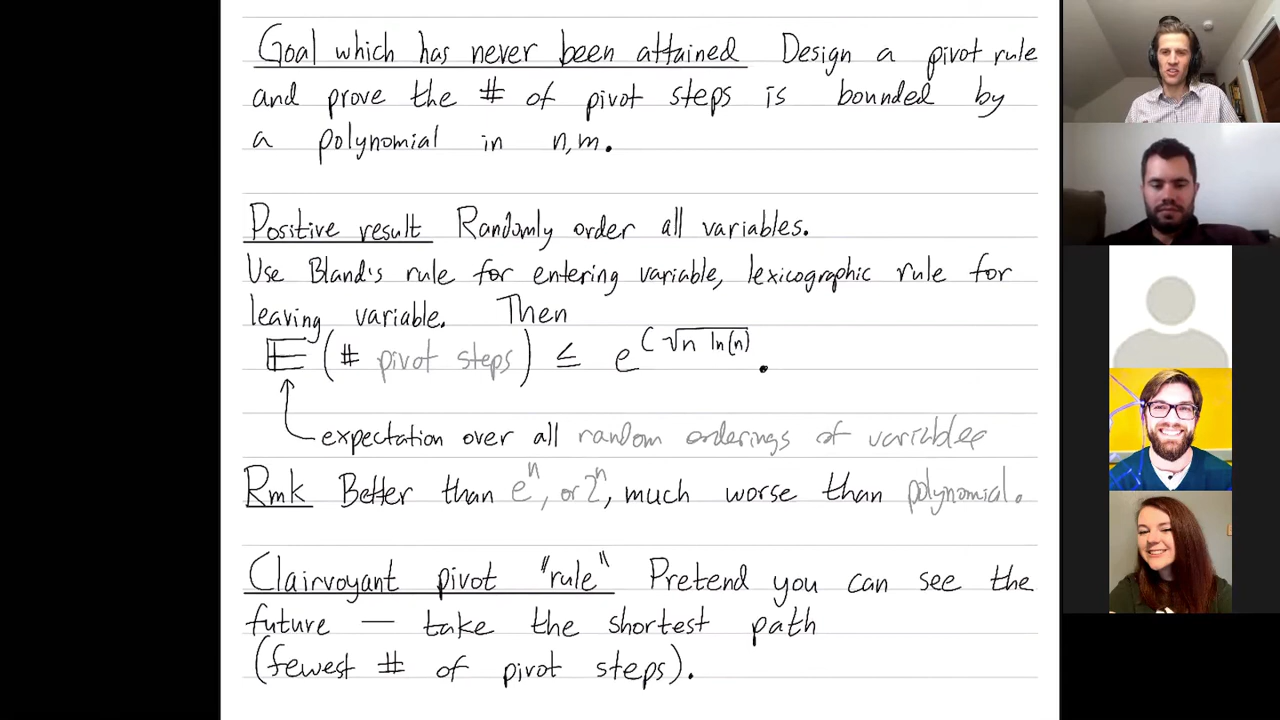 Goal which has never been attained Design a pivot rule
and prove the # of pivot steps is bounded by
a polynomial in n,m.
Positive result Randomly order all variables.
Use Bland's rule for entering variable, lexicographic rule for
leaving variable. Then
𝔼(# pivot steps) ≤ e^(C√(n ln(n))).
expectation over all random orderings of variables
Rmk Better than eⁿ, or 2ⁿ, much worse than polynomial.
Clairvoyant pivot "rule" Pretend you can see the
future — take the shortest path
(fewest # of pivot steps).